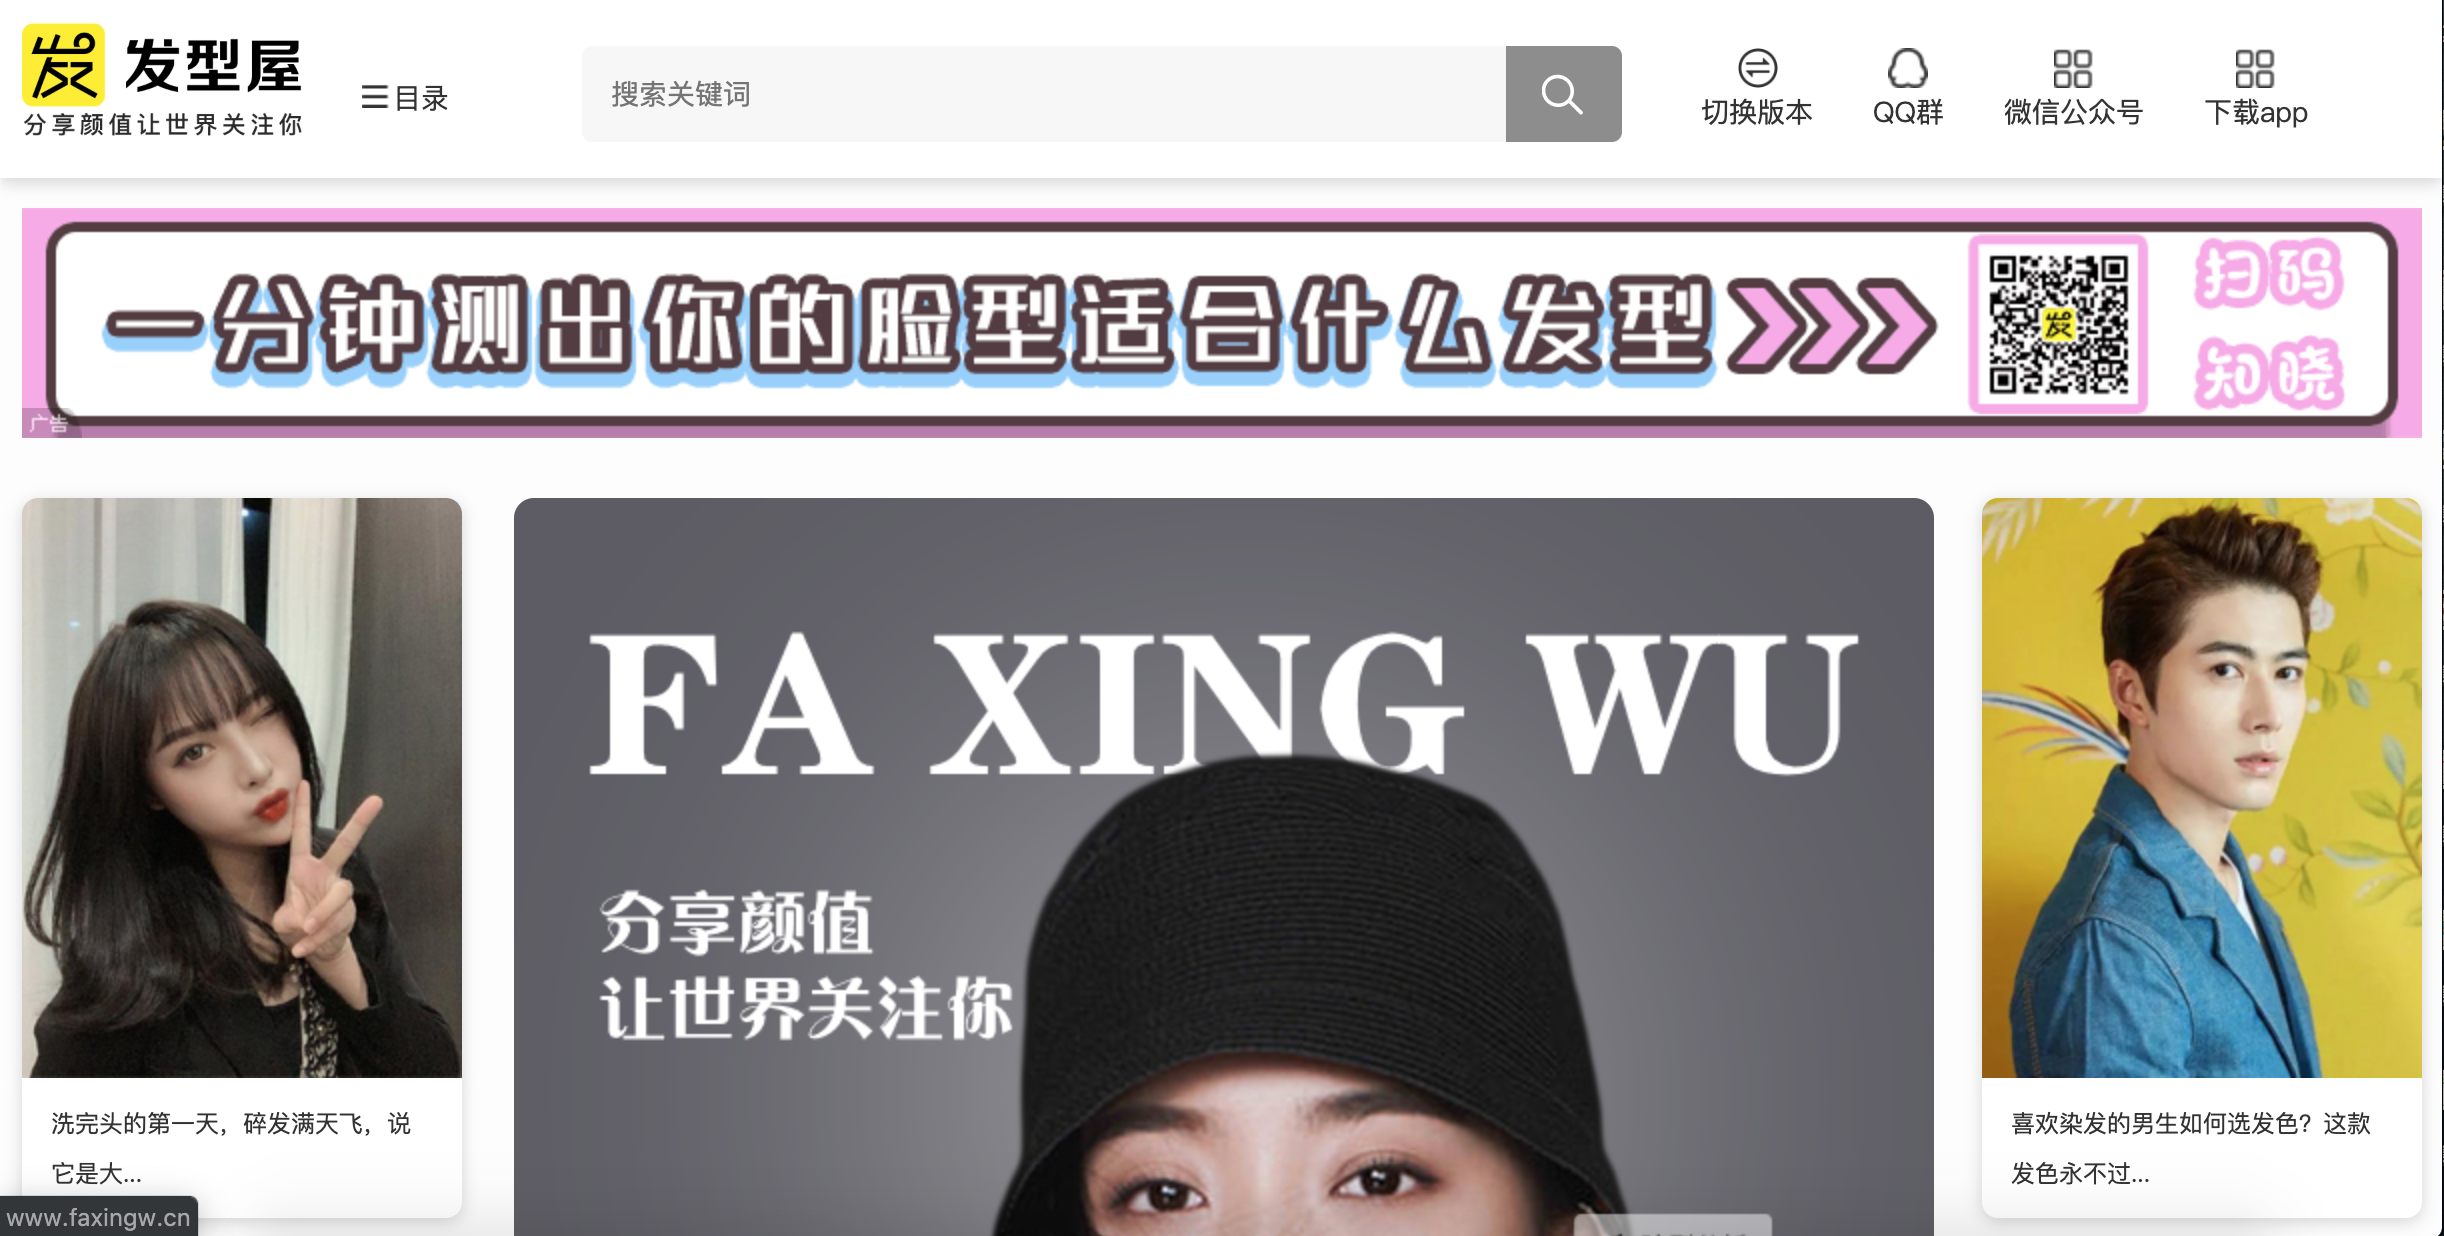 发 发型屋
分享颜值让世界关注你
目录
搜索关键词
切换版本
QQ群
微信公众号
下载app
一分钟测出你的脸型适合什么发型
发
扫码
知晓
广告
FA XING WU
分享颜值
让世界关注你
洗完头的第一天，碎发满天飞，说
它是大...
喜欢染发的男生如何选发色？这款
发色永不过...
www.faxingw.cn